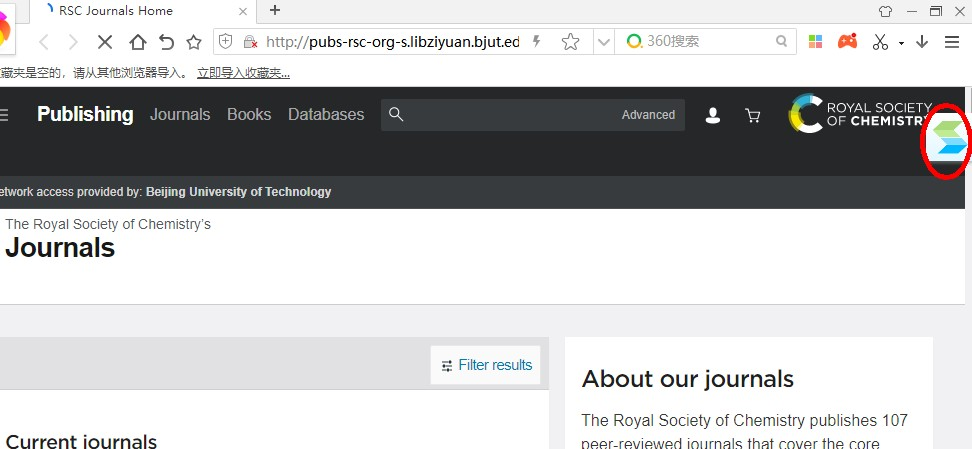 RSC Journals Home
http://pubs-rsc-org-s.libziyuan.bjut.ed
360搜索
藏夹是空的，请从其他浏览器导入。 立即导入收藏夹...
Publishing Journals Books Databases Advanced
ROYAL SOCIETY
OF CHEMISTR
etwork access provided by: Beijing University of Technology
The Royal Society of Chemistry’s
Journals
Filter results
Current journals
About our journals
The Royal Society of Chemistry publishes 107
peer-reviewed journals that cover the core